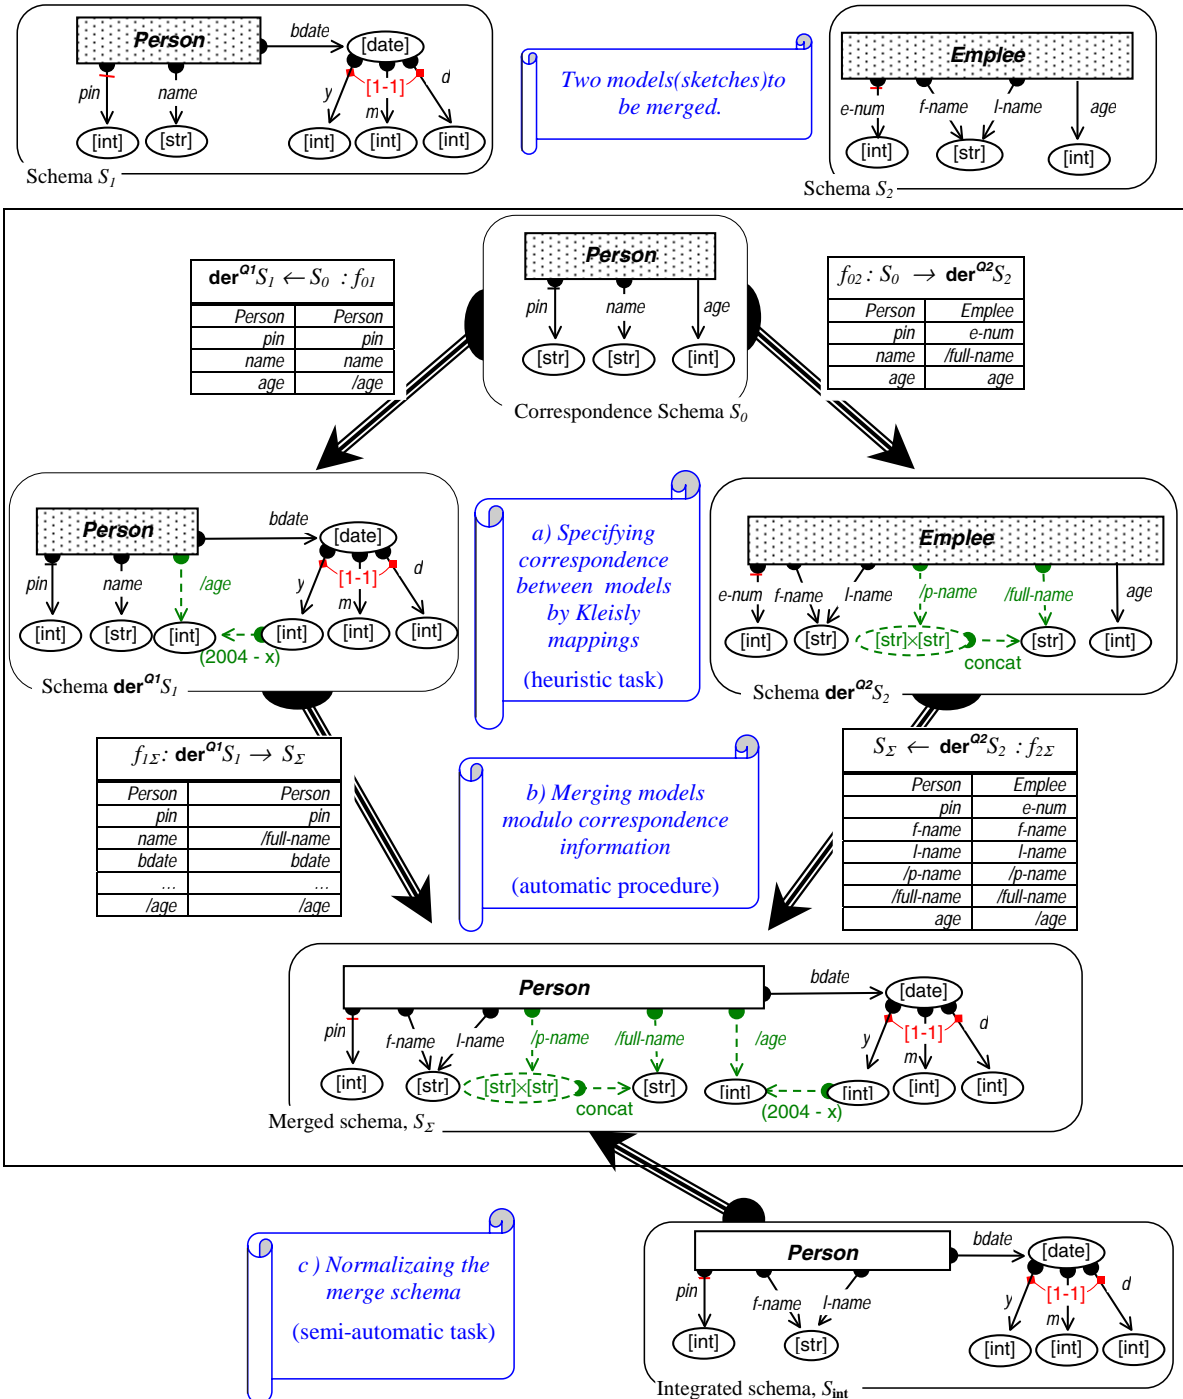 Person
bdate
[date]
pin
name
y
[1-1]
m
d
[int]
[str]
[int]
[int]
[int]
Schema S1
Two models(sketches)to
be merged.
Emplee
e-num
f-name
l-name
age
[int]
[str]
[int]
Schema S2
derQ1S1 ← S0 : f01
Person Person
pin pin
name name
age /age
Person
pin
name
age
[str]
[str]
[int]
Correspondence Schema S0
f02 : S0 → derQ2S2
Person Emplee
pin e-num
name /full-name
age age
Person
bdate
[date]
pin
name
/age
y
[1-1]
m
d
[int]
[str]
[int]
[int]
[int]
[int]
(2004 - x)
Schema derQ1S1
a) Specifying
correspondence
between models
by Kleisly
mappings
(heuristic task)
Emplee
e-num
f-name
l-name
/p-name
/full-name
age
[int]
[str]
[str]×[str]
[str]
[int]
concat
Schema derQ2S2
f1Σ: derQ1S1 → SΣ
Person Person
pin pin
name /full-name
bdate bdate
... ...
/age /age
b) Merging models
modulo correspondence
information
(automatic procedure)
SΣ ← derQ2S2 : f2Σ
Person Emplee
pin e-num
f-name f-name
l-name l-name
/p-name /p-name
/full-name /full-name
age /age
Person
bdate
[date]
pin
f-name
l-name
/p-name
/full-name
/age
y
[1-1]
m
d
[int]
[str]
[str]×[str]
[str]
[int]
[int]
[int]
[int]
concat
(2004 - x)
Merged schema, SΣ
c ) Normalizaing the
merge schema
(semi-automatic task)
Person
bdate
[date]
pin
f-name
l-name
y
[1-1]
m
d
[int]
[str]
[int]
[int]
[int]
Integrated schema, Sint